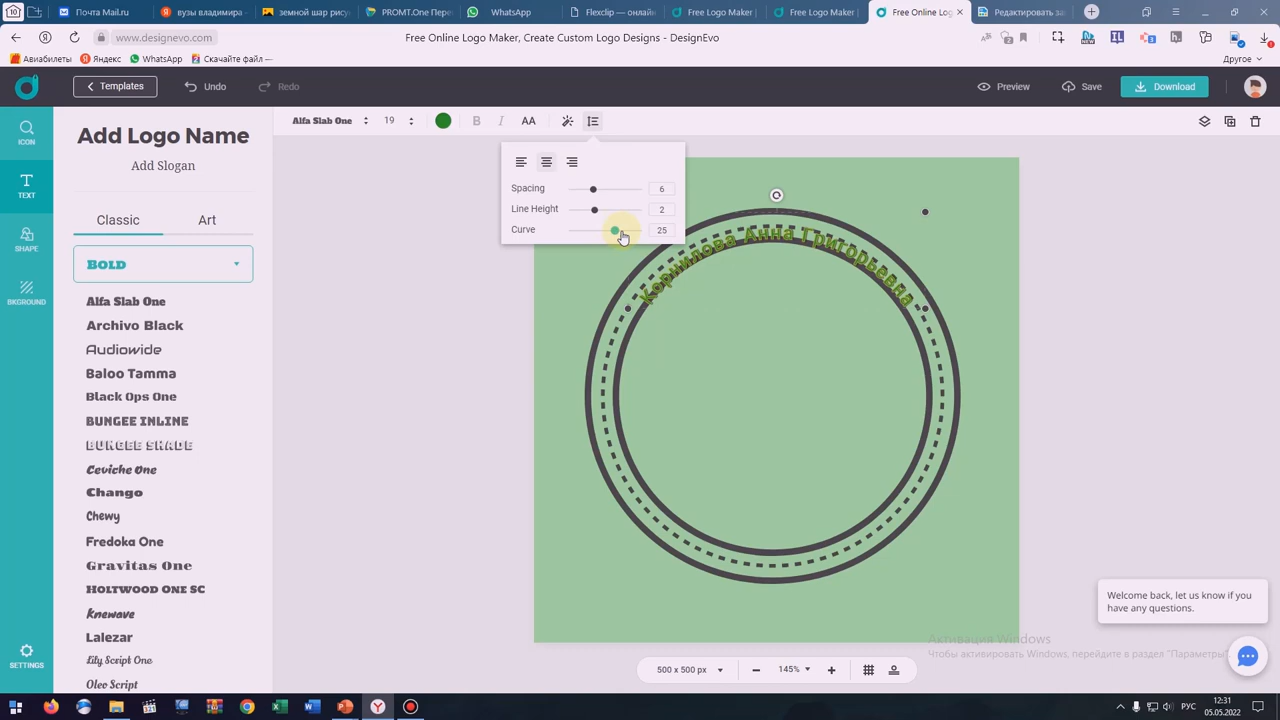 Почта Mail.ru
вузы владимира -
земной шар рису
PROMT.One Пере
WhatsApp
Flexclip — онлай
Free Logo Maker
Free Logo Maker
Free Online Log
Редактировать за
www.designevo.com
Free Online Logo Maker, Create Custom Logo Designs - DesignEvo
Авиабилеты
Яндекс
WhatsApp
Скачайте файл —
Другое
Templates
Undo
Redo
Preview
Save
Download
Alfa Slab One
19
B
I
AA
ICON
TEXT
SHAPE
BKGROUND
SETTINGS
Add Logo Name
Add Slogan
Classic
Art
BOLD
Alfa Slab One
Archivo Black
Audiowide
Baloo Tamma
Black Ops One
BUNGEE INLINE
BUNGEE SHADE
Ceviche One
Chango
Chewy
Fredoka One
Gravitas One
HOLTWOOD ONE SC
Knewave
Lalezar
Lily Script One
Oleo Script
Spacing
6
Line Height
2
Curve
25
Корнилова Анна Григорьевна
Welcome back, let us know if you
have any questions.
Активация Windows
Чтобы активировать Windows, перейдите в раздел "Параметры"
500 x 500 px
145%
РУС
12:31
05.05.2022